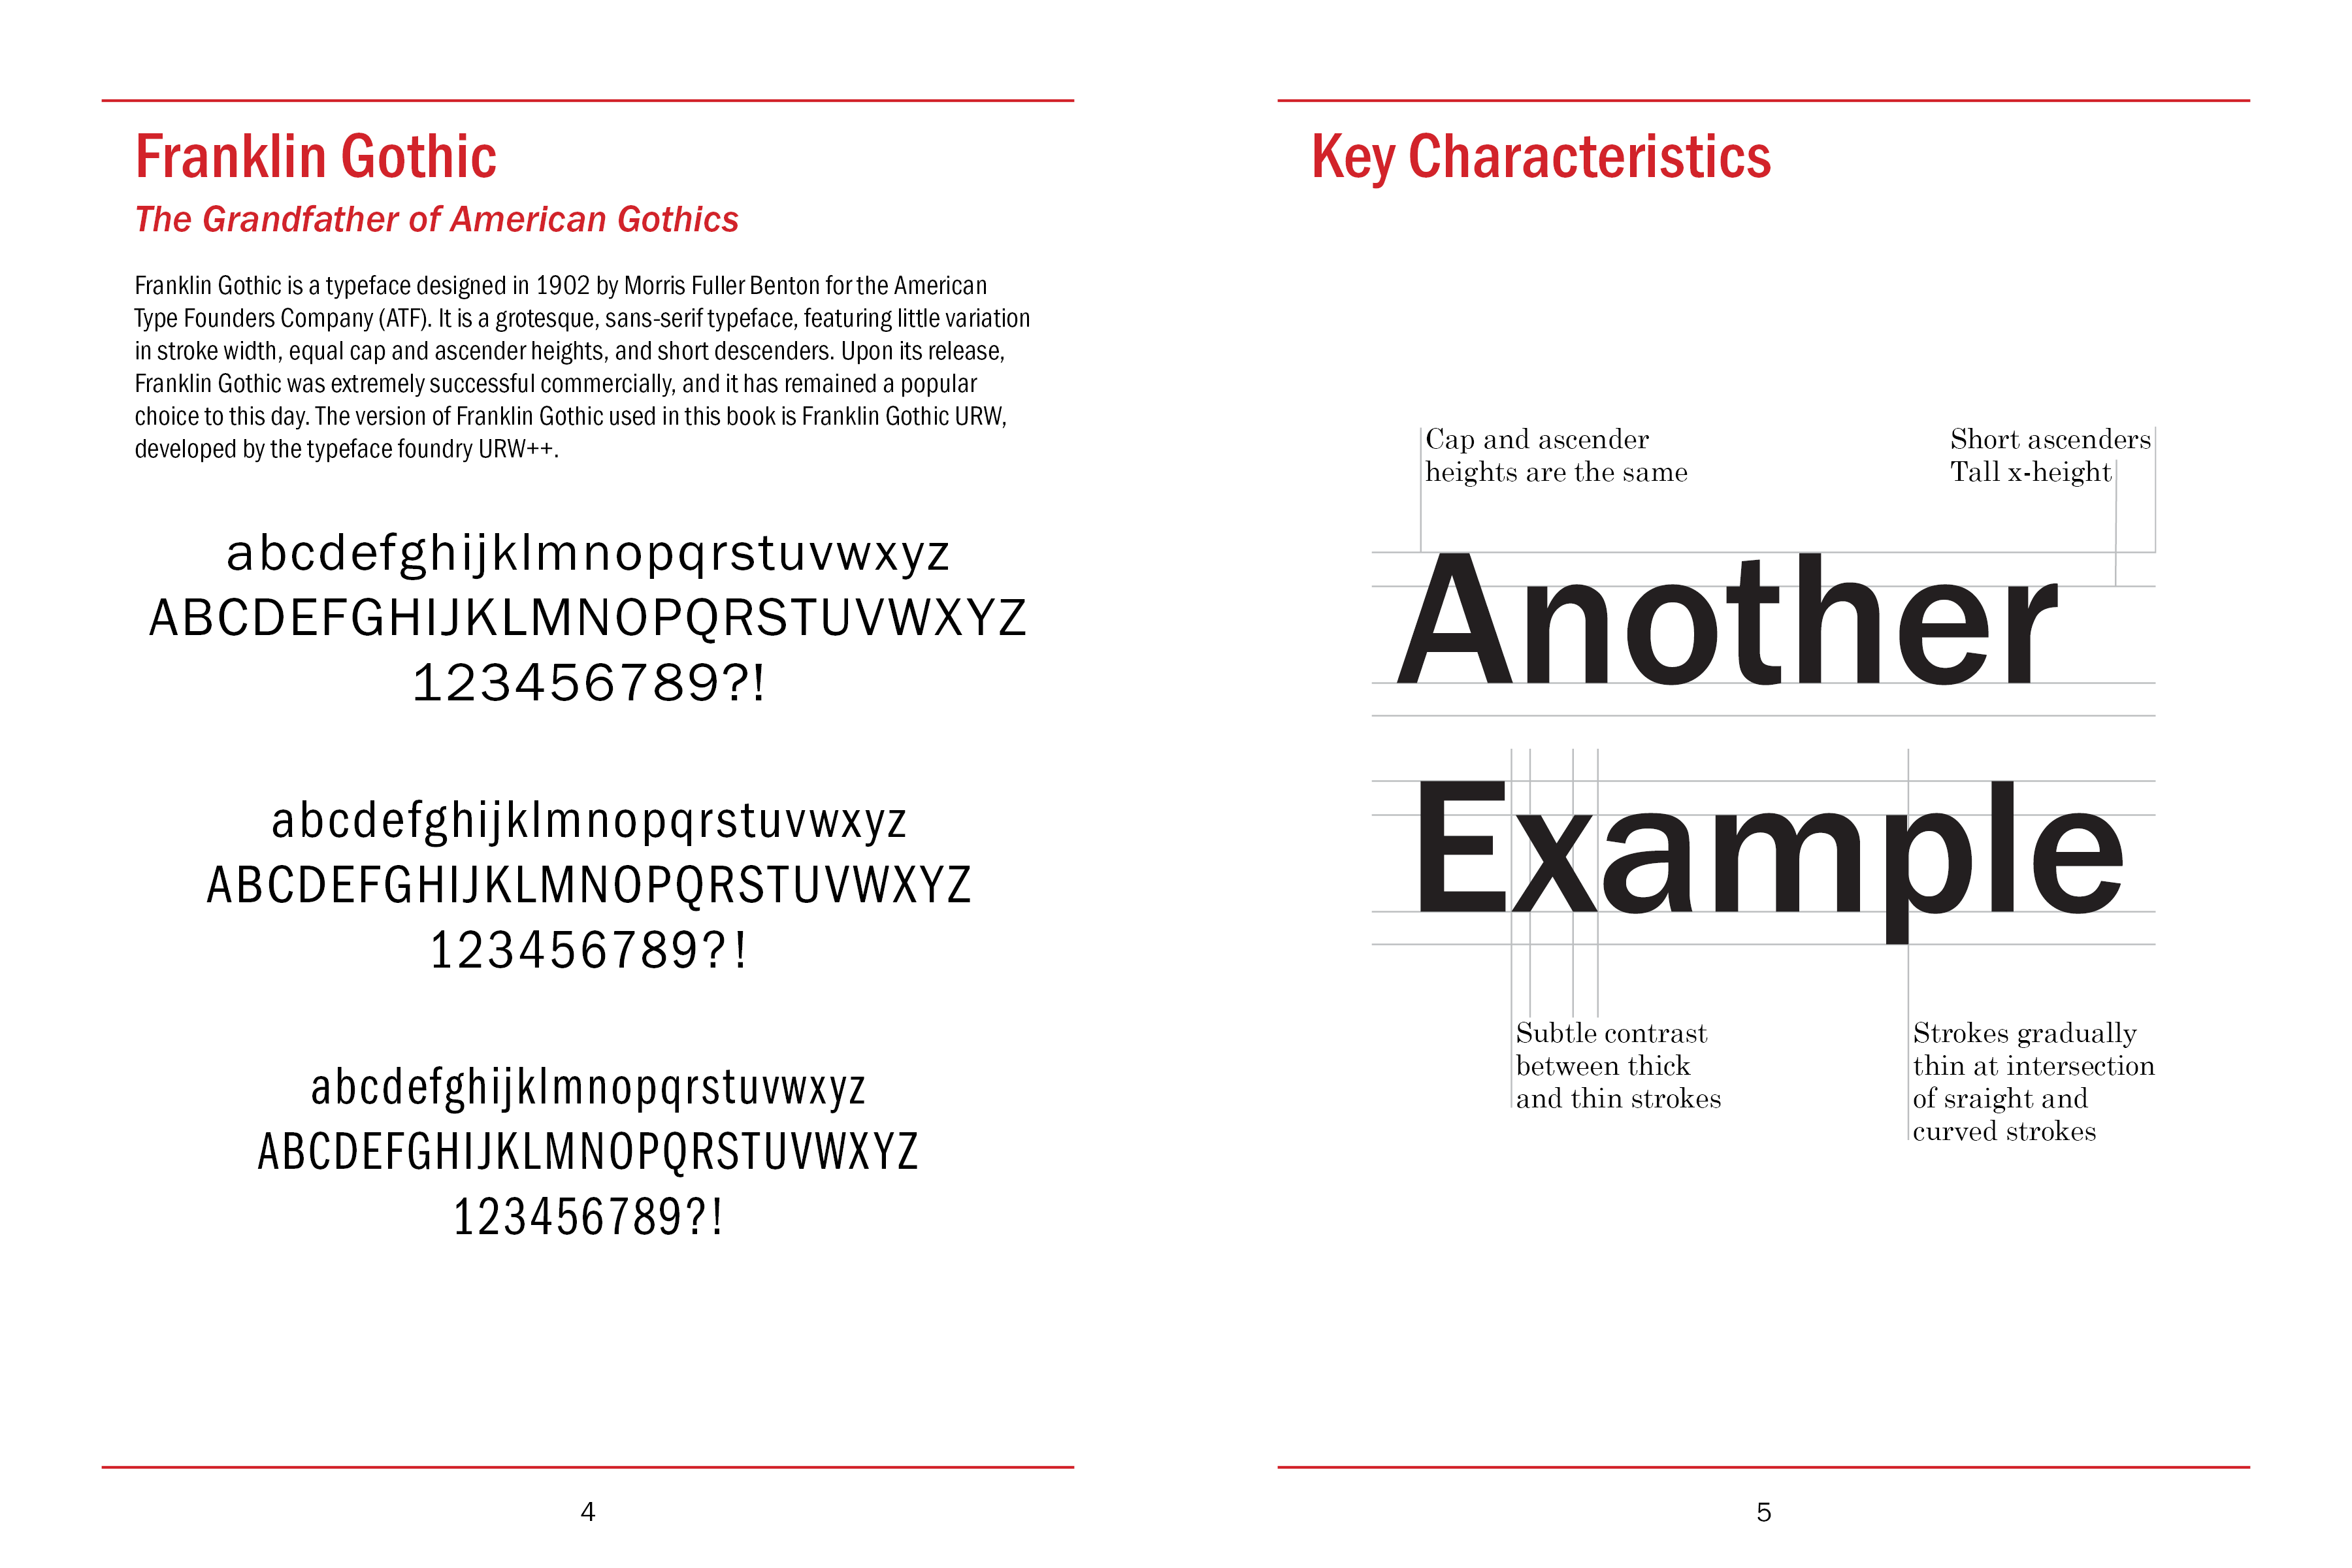 Franklin Gothic
The Grandfather of American Gothics
Franklin Gothic is a typeface designed in 1902 by Morris Fuller Benton for the American
Type Founders Company (ATF). It is a grotesque, sans-serif typeface, featuring little variation
in stroke width, equal cap and ascender heights, and short descenders. Upon its release,
Franklin Gothic was extremely successful commercially, and it has remained a popular
choice to this day. The version of Franklin Gothic used in this book is Franklin Gothic URW,
developed by the typeface foundry URW++.
abcdefghijklmnopqrstuvwxyz
ABCDEFGHIJKLMNOPQRSTUVWXYZ
123456789?!
abcdefghijklmnopqrstuvwxyz
ABCDEFGHIJKLMNOPQRSTUVWXYZ
123456789?!
abcdefghijklmnopqrstuvwxyz
ABCDEFGHIJKLMNOPQRSTUVWXYZ
123456789?!
4
Key Characteristics
Cap and ascender
heights are the same
Short ascenders
Tall x-height
Another
Example
Subtle contrast
between thick
and thin strokes
Strokes gradually
thin at intersection
of sraight and
curved strokes
5